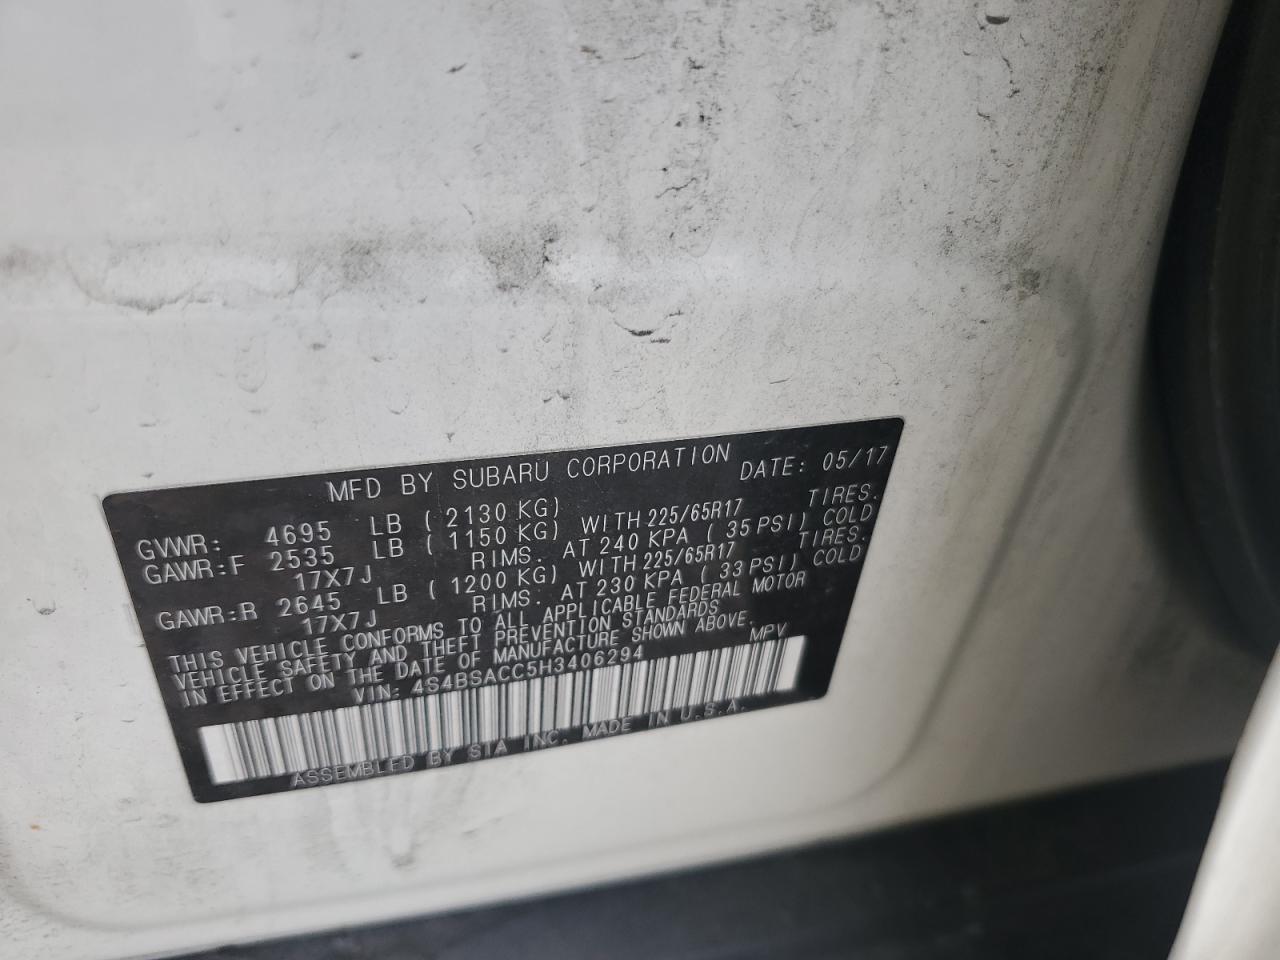 MFD BY SUBARU CORPORATION DATE: 05/17
GVWR: 4695 LB ( 2130 KG)
GAWR:F 2535 LB ( 1150 KG) WITH 225/65R17 TIRES.
17X7J RIMS. AT 240 KPA ( 35 PSI) COLD
GAWR:R 2645 LB ( 1200 KG) WITH 225/65R17 TIRES.
17X7J RIMS. AT 230 KPA ( 33 PSI) COLD
THIS VEHICLE CONFORMS TO ALL APPLICABLE FEDERAL MOTOR
VEHICLE SAFETY AND THEFT PREVENTION STANDARDS
IN EFFECT ON THE DATE OF MANUFACTURE SHOWN ABOVE.
VIN: 4S4BSACC5H3406294 MPV
ASSEMBLED BY STA INC. MADE IN U.S.A.